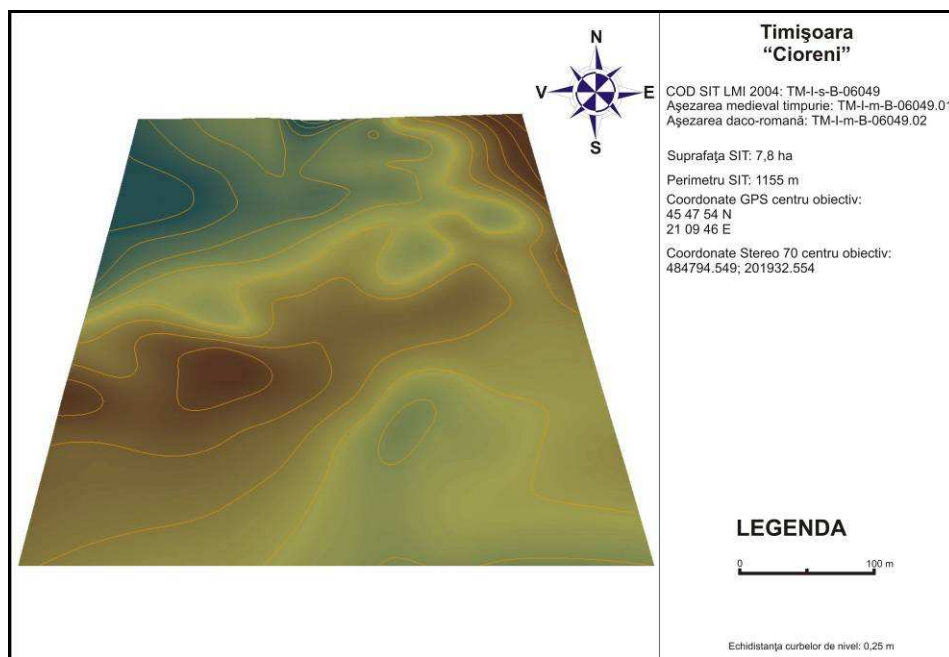 N
V
E
S
Timişoara
“Cioreni”
COD SIT LMI 2004: TM-I-s-B-06049
Aşezarea medieval timpurie: TM-I-m-B-06049.01
Aşezarea daco-romană: TM-I-m-B-06049.02
Suprafaţa SIT: 7,8 ha
Perimetru SIT: 1155 m
Coordonate GPS centru obiectiv:
45 47 54 N
21 09 46 E
Coordonate Stereo 70 centru obiectiv:
484794.549; 201932.554
LEGENDA
0 100 m
Echidistanţa curbelor de nivel: 0,25 m